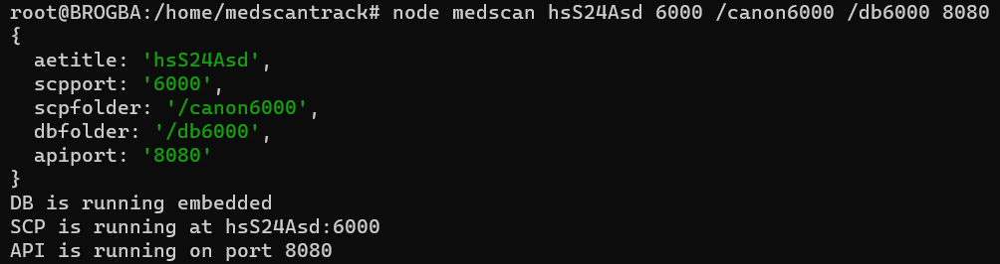 root@BROGBA:/home/medscantrack# node medscan hsS24Asd 6000 /canon6000 /db6000 8080
{
  aetitle: 'hsS24Asd',
  scpport: '6000',
  scpfolder: '/canon6000',
  dbfolder: '/db6000',
  apiport: '8080'
}
DB is running embedded
SCP is running at hsS24Asd:6000
API is running on port 8080